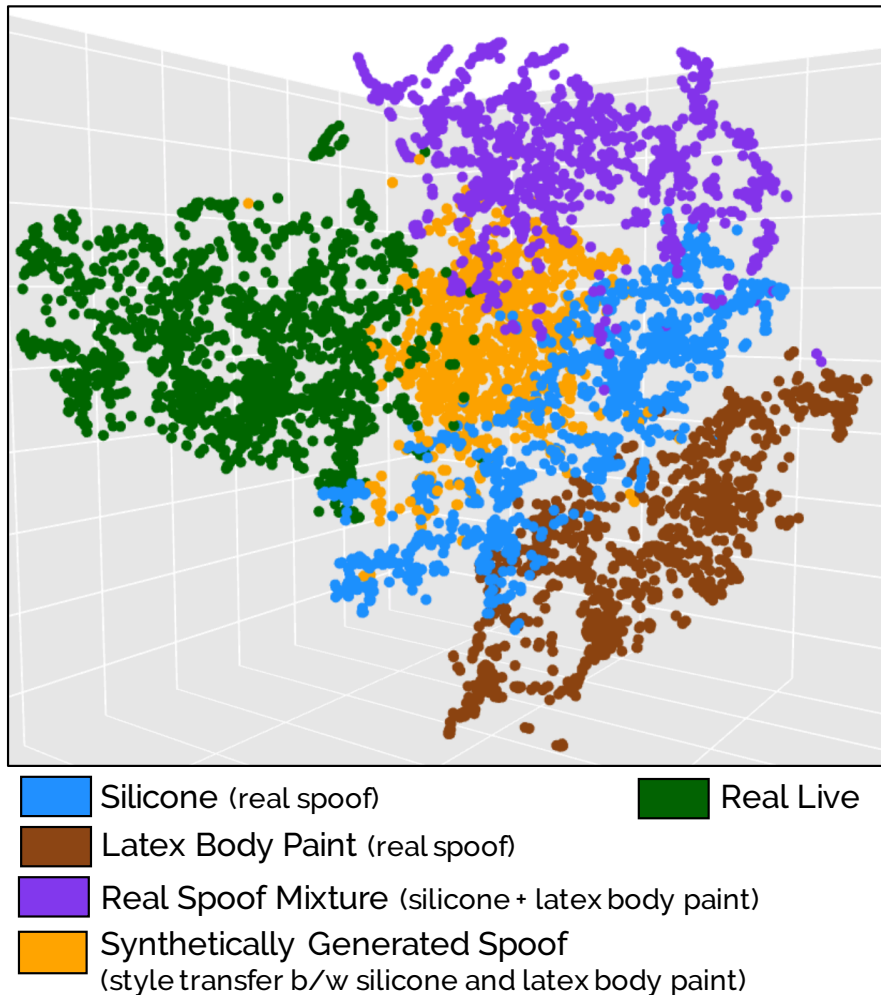 Silicone (real spoof)
Real Live
Latex Body Paint (real spoof)
Real Spoof Mixture (silicone + latex body paint)
Synthetically Generated Spoof
(style transfer b/w silicone and latex body paint)